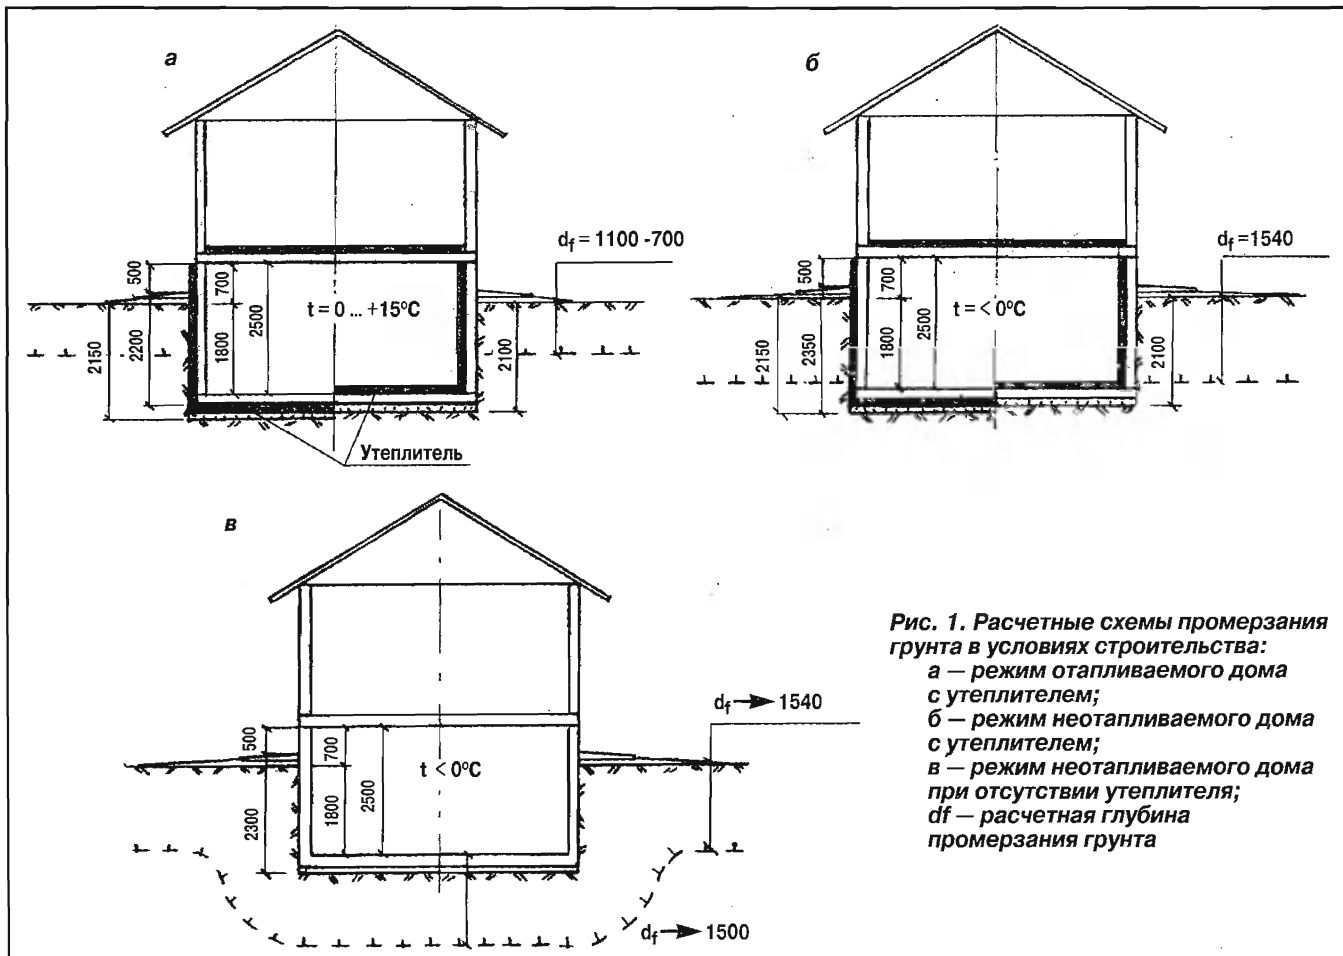 а
d_f = 1100 -700
500
700
2500
t = 0 ... +15°C
2150
2200
1800
2100
Утеплитель
б
d_f =1540
500
700
2500
t = < 0°C
2150
2350
1800
2100
в
d_f → 1540
500
700
2500
t < 0°C
2300
1800
d_f → 1500
Рис. 1. Расчетные схемы промерзания
грунта в условиях строительства:
а — режим отапливаемого дома
с утеплителем;
б — режим неотапливаемого дома
с утеплителем;
в — режим неотапливаемого дома
при отсутствии утеплителя;
df — расчетная глубина
промерзания грунта